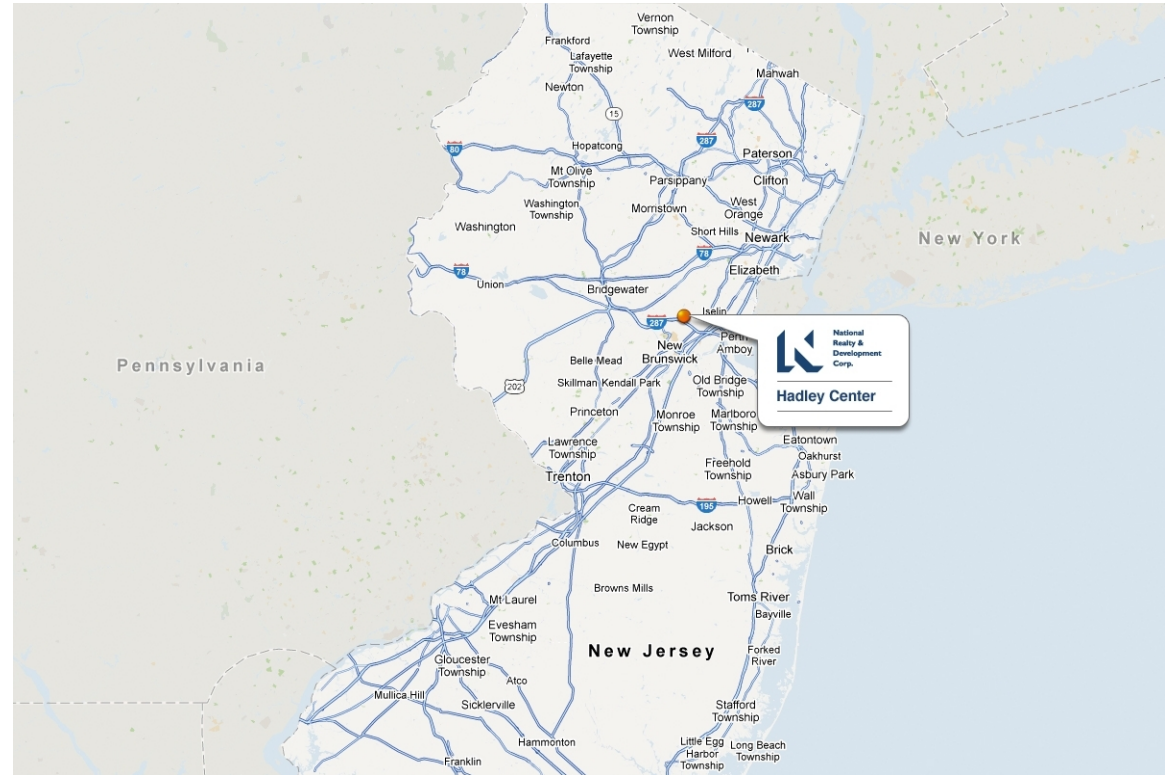 Vernon
Township
Frankford
West Milford
Lafayette
Township
Mahwah
Newton
287
15
287
80
Hopatcong
Paterson
Mt Olive
Township
Parsippany
Clifton
Washington
Township
Morristown
West
Orange
Washington
Short Hills
Newark
New York
78
78
Elizabeth
Union
Bridgewater
Iselin
287
National
Realty &
Development
Corp.
Hadley Center
New
Brunswick
Amboy
Pennsylvania
Belle Mead
202
Skillman
Kendall Park
Old Bridge
Township
Princeton
Monroe
Township
Marlboro
Township
Lawrence
Township
Eatontown
Oakhurst
Freehold
Township
Asbury Park
Trenton
195
Howell
Wall
Township
Cream
Ridge
Jackson
Columbus
New Egypt
Brick
Browns Mills
Toms River
Mt Laurel
Bayville
Evesham
Township
New Jersey
Forked
River
Gloucester
Township
Atco
Mullica Hill
Sicklerville
Stafford
Township
Hammonton
Little Egg
Harbor
Township
Long Beach
Township
Franklin